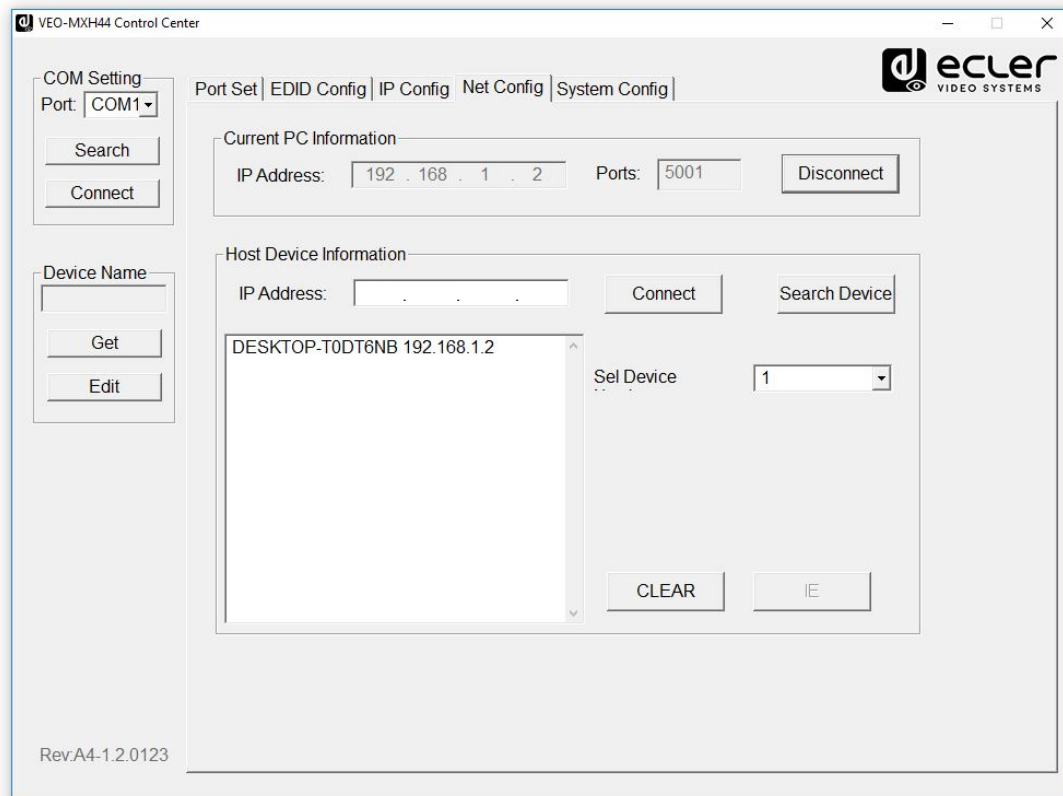 VEO-MXH44 Control Center
ecler
VIDEO SYSTEMS
COM Setting
Port: COM1
Search
Connect
Device Name
Get
Edit
Rev:A4-1.2.0123
Port Set EDID Config IP Config Net Config System Config
Current PC Information
IP Address: 192 . 168 . 1 . 2 Ports: 5001 Disconnect
Host Device Information
IP Address: . . . Connect Search Device
DESKTOP-T0DT6NB 192.168.1.2
Sel Device 1
CLEAR IE